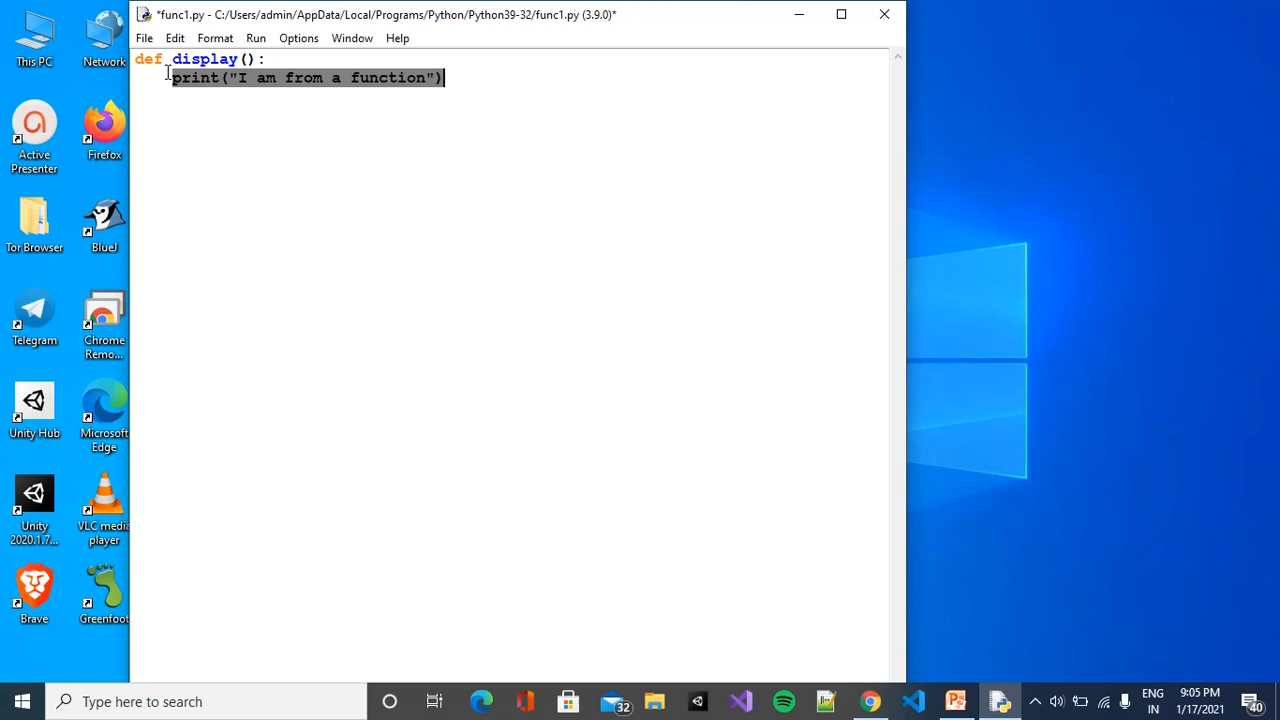 *func1.py - C:/Users/admin/AppData/Local/Programs/Python/Python39-32/func1.py (3.9.0)*
File Edit Format Run Options Window Help
def display():
print("I am from a function")
This PC
Network
Active Presenter
Firefox
Tor Browser
BlueJ
Telegram
Chrome Remo...
Unity Hub
Microsoft Edge
Unity 2020.1.7...
VLC media player
Brave
Greenfoot
Type here to search
32
ENG
IN
9:05 PM
1/17/2021
40